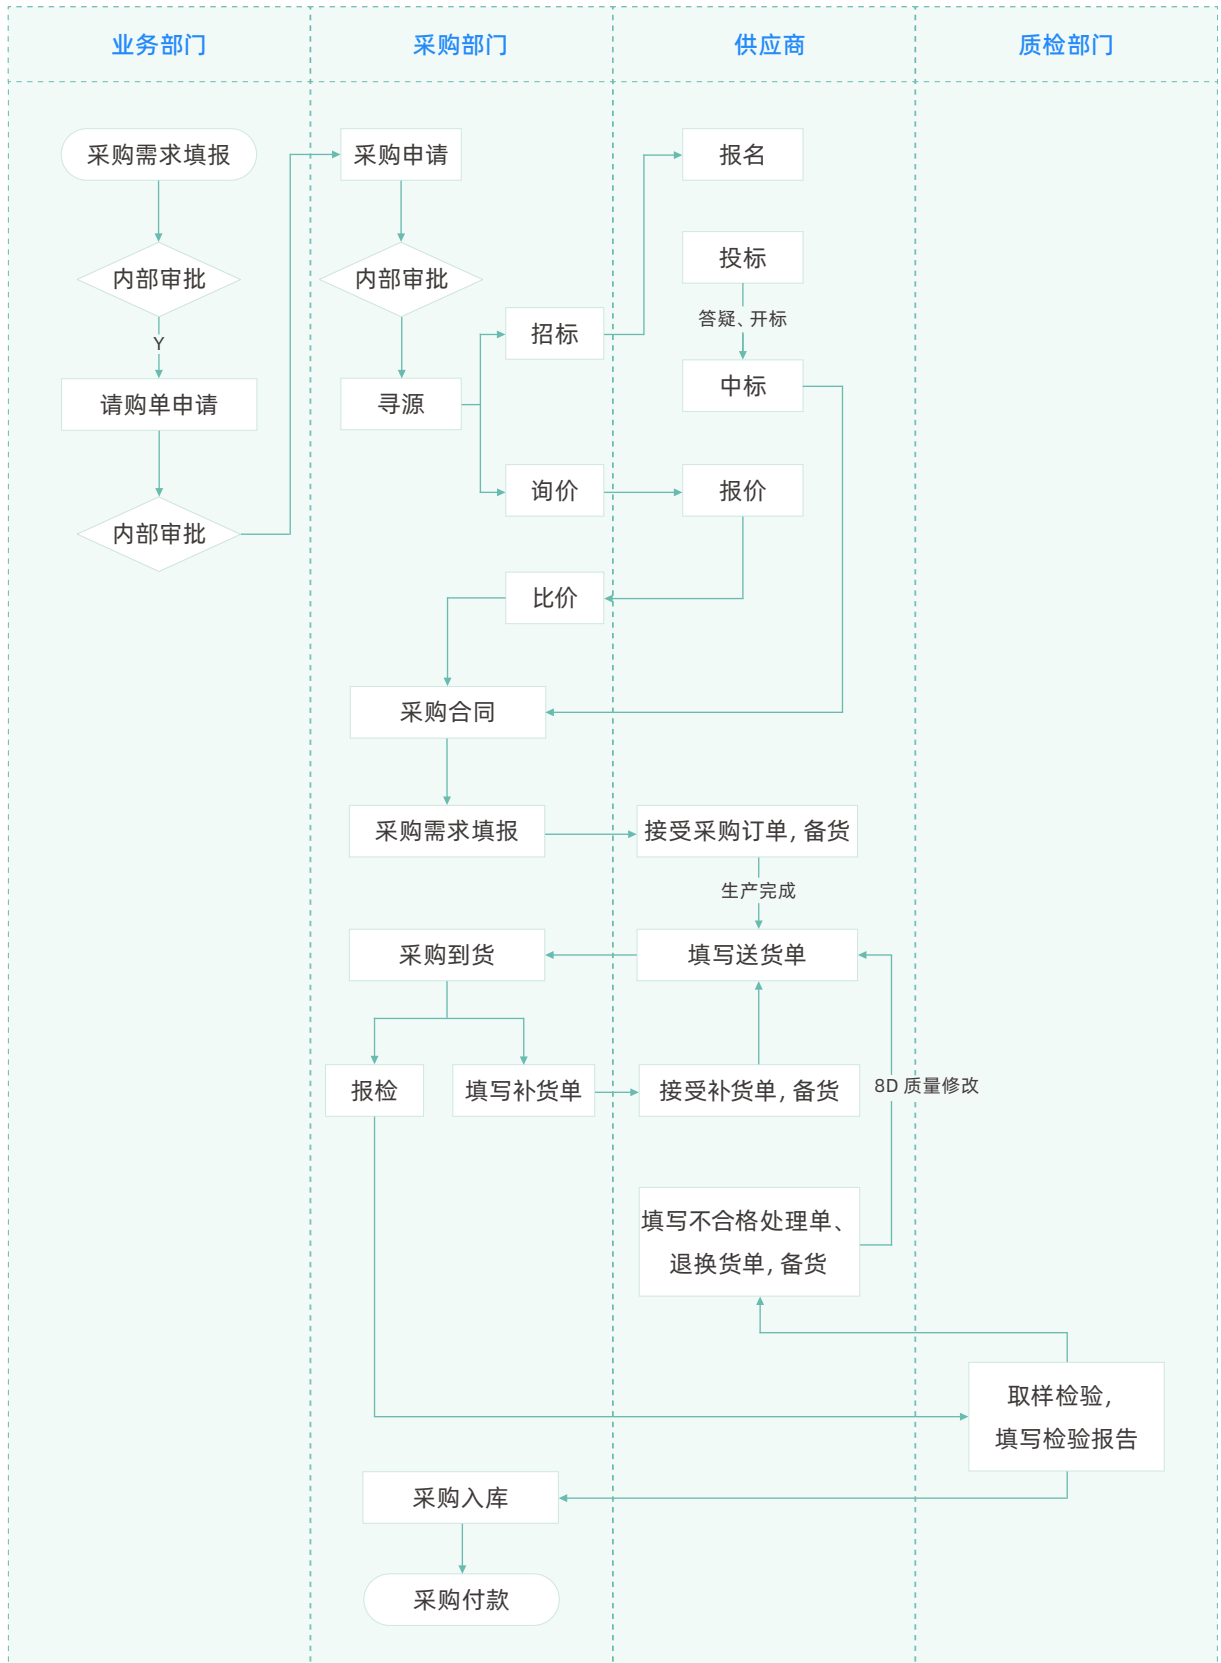 业务部门
采购部门
供应商
质检部门
采购需求填报
采购申请
报名
投标
内部审批
内部审批
答疑、开标
招标
Y
中标
请购单申请
寻源
询价
报价
内部审批
比价
采购合同
采购需求填报
接受采购订单, 备货
生产完成
采购到货
填写送货单
报检
填写补货单
接受补货单, 备货
8D 质量修改
填写不合格处理单、
退换货单, 备货
取样检验,
填写检验报告
采购入库
采购付款